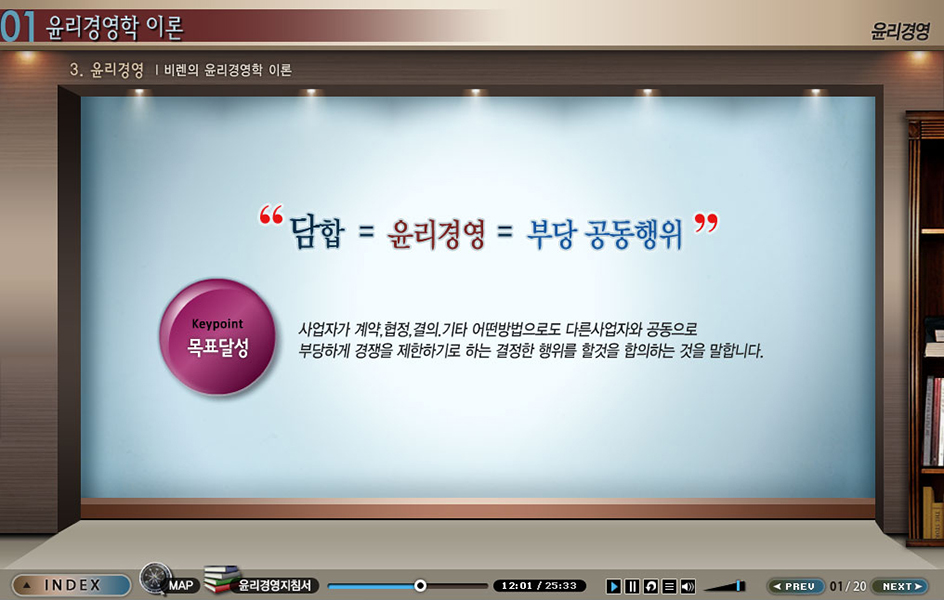 01 윤리경영학 이론
윤리경영
3. 윤리경영 | 비렌의 윤리경영학 이론
“ 담합 = 윤리경영 = 부당 공동행위 ”
Keypoint
목표달성
사업자가 계약,협정,결의.기타 어떤방법으로도 다른사업자와 공동으로
부당하게 경쟁을 제한하기로 하는 결정한 행위를 할것을 합의하는 것을 말합니다.
▲ INDEX
MAP
윤리경영지침서
12:01 / 25:33
◀ PREV 01/20 NEXT ▶